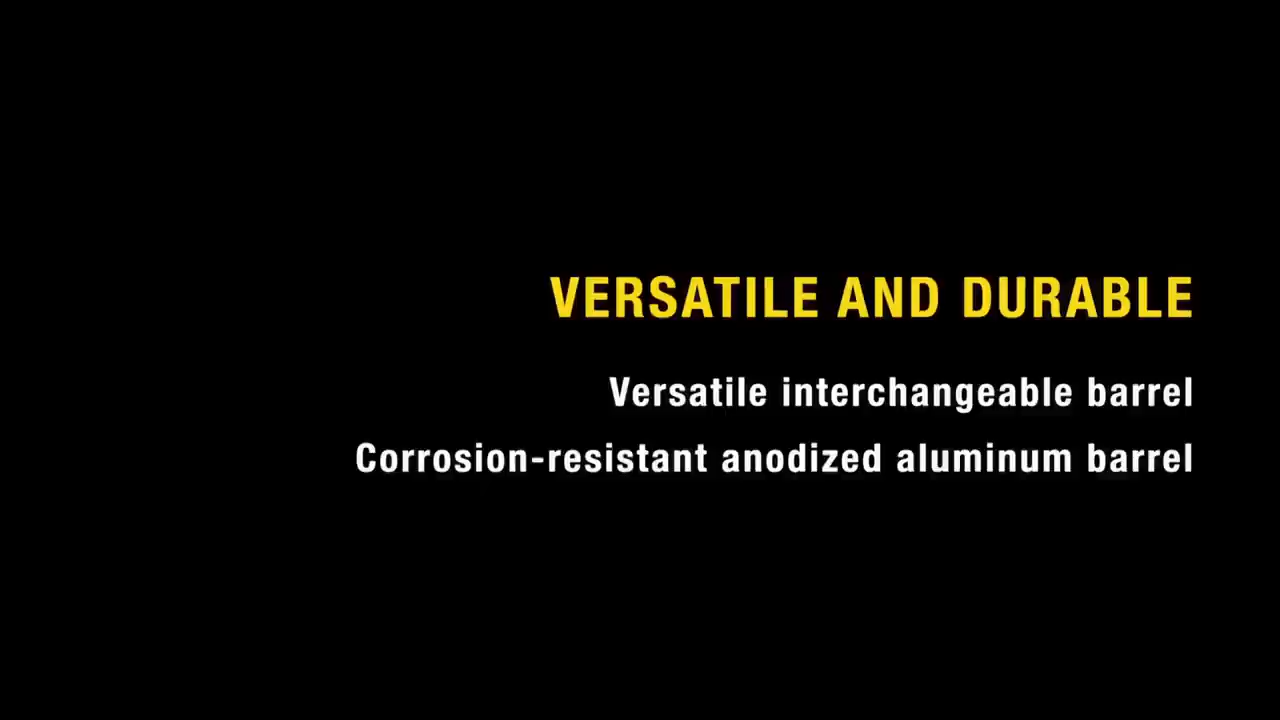 VERSATILE AND DURABLE
Versatile interchangeable barrel
Corrosion-resistant anodized aluminum barrel